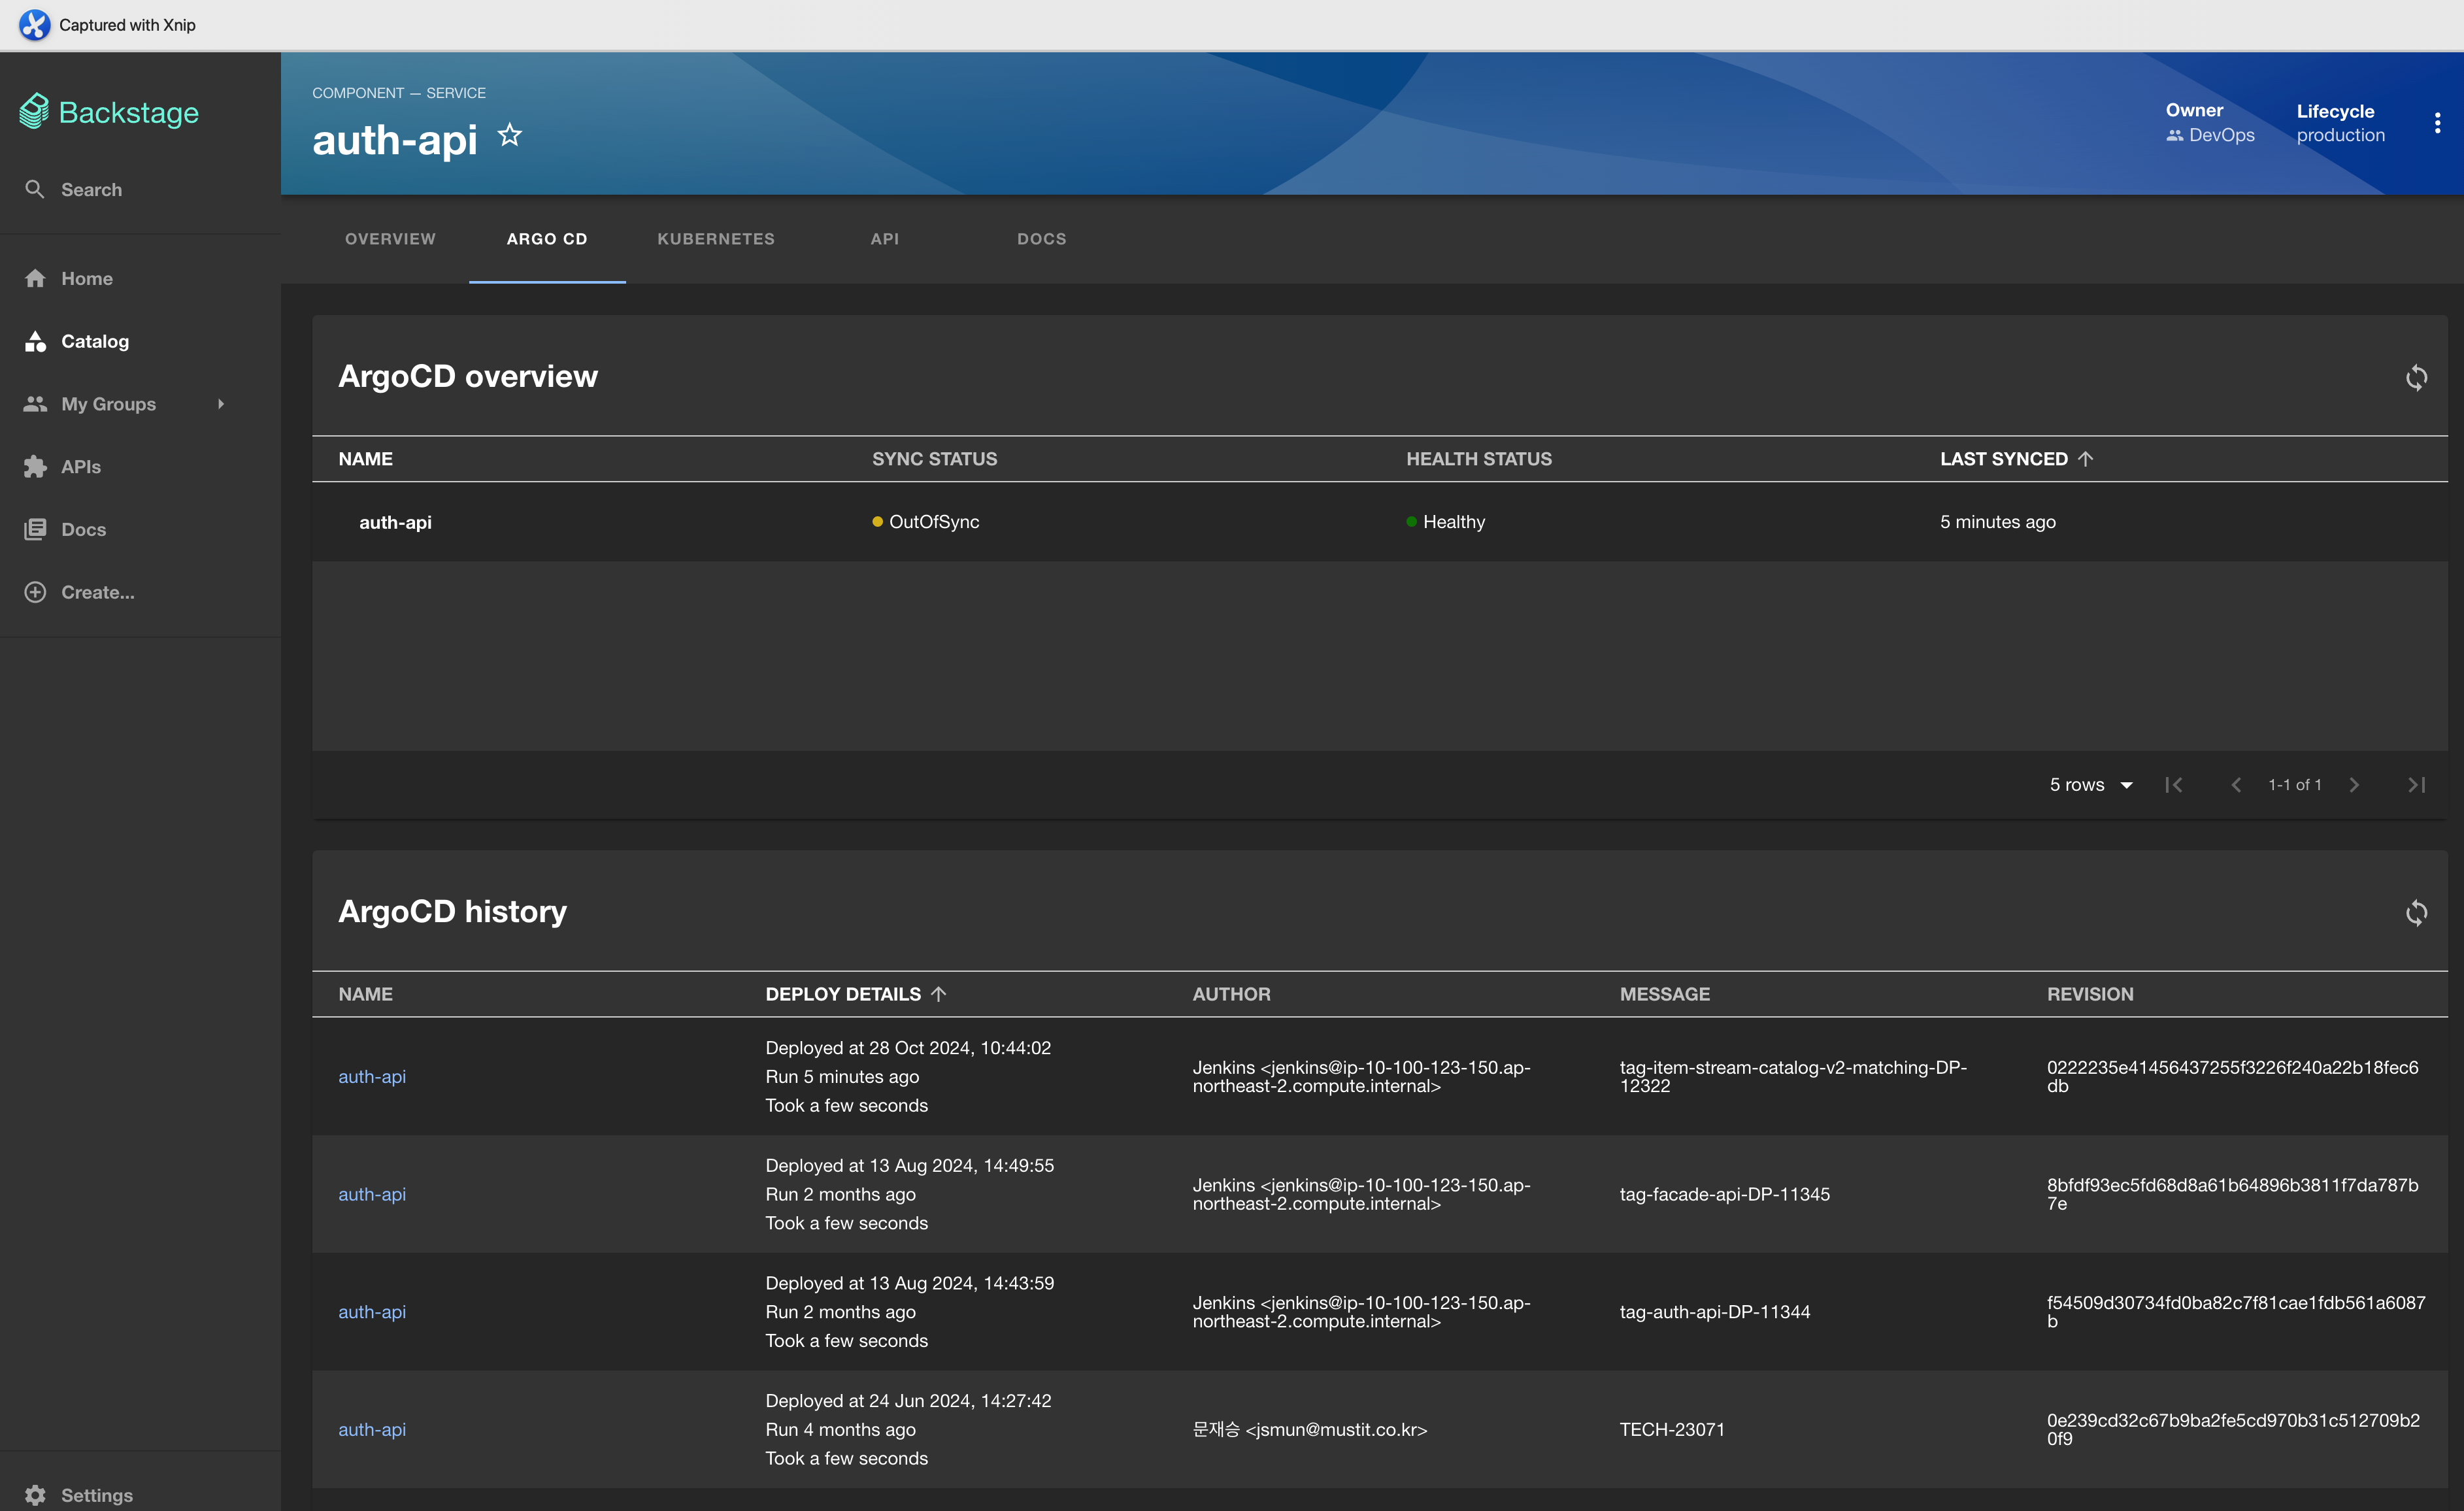 Captured with Xnip
Backstage
Search
Home
Catalog
My Groups
APIs
Docs
Create...
Settings
COMPONENT — SERVICE
auth-api
Owner
DevOps
Lifecycle
production
OVERVIEW
ARGO CD
KUBERNETES
API
DOCS
ArgoCD overview
NAME
SYNC STATUS
HEALTH STATUS
LAST SYNCED
auth-api
OutOfSync
Healthy
5 minutes ago
5 rows
1-1 of 1
ArgoCD history
NAME
DEPLOY DETAILS
AUTHOR
MESSAGE
REVISION
auth-api
Deployed at 28 Oct 2024, 10:44:02
Run 5 minutes ago
Took a few seconds
Jenkins <jenkins@ip-10-100-123-150.ap-
northeast-2.compute.internal>
tag-item-stream-catalog-v2-matching-DP-
12322
0222235e41456437255f3226f240a22b18fec6
db
auth-api
Deployed at 13 Aug 2024, 14:49:55
Run 2 months ago
Took a few seconds
Jenkins <jenkins@ip-10-100-123-150.ap-
northeast-2.compute.internal>
tag-facade-api-DP-11345
8bfdf93ec5fd68d8a61b64896b3811f7da787b
7e
auth-api
Deployed at 13 Aug 2024, 14:43:59
Run 2 months ago
Took a few seconds
Jenkins <jenkins@ip-10-100-123-150.ap-
northeast-2.compute.internal>
tag-auth-api-DP-11344
f54509d30734fd0ba82c7f81cae1fdb561a6087
b
auth-api
Deployed at 24 Jun 2024, 14:27:42
Run 4 months ago
Took a few seconds
문재승 <jsmun@mustit.co.kr>
TECH-23071
0e239cd32c67b9ba2fe5cd970b31c512709b2
0f9